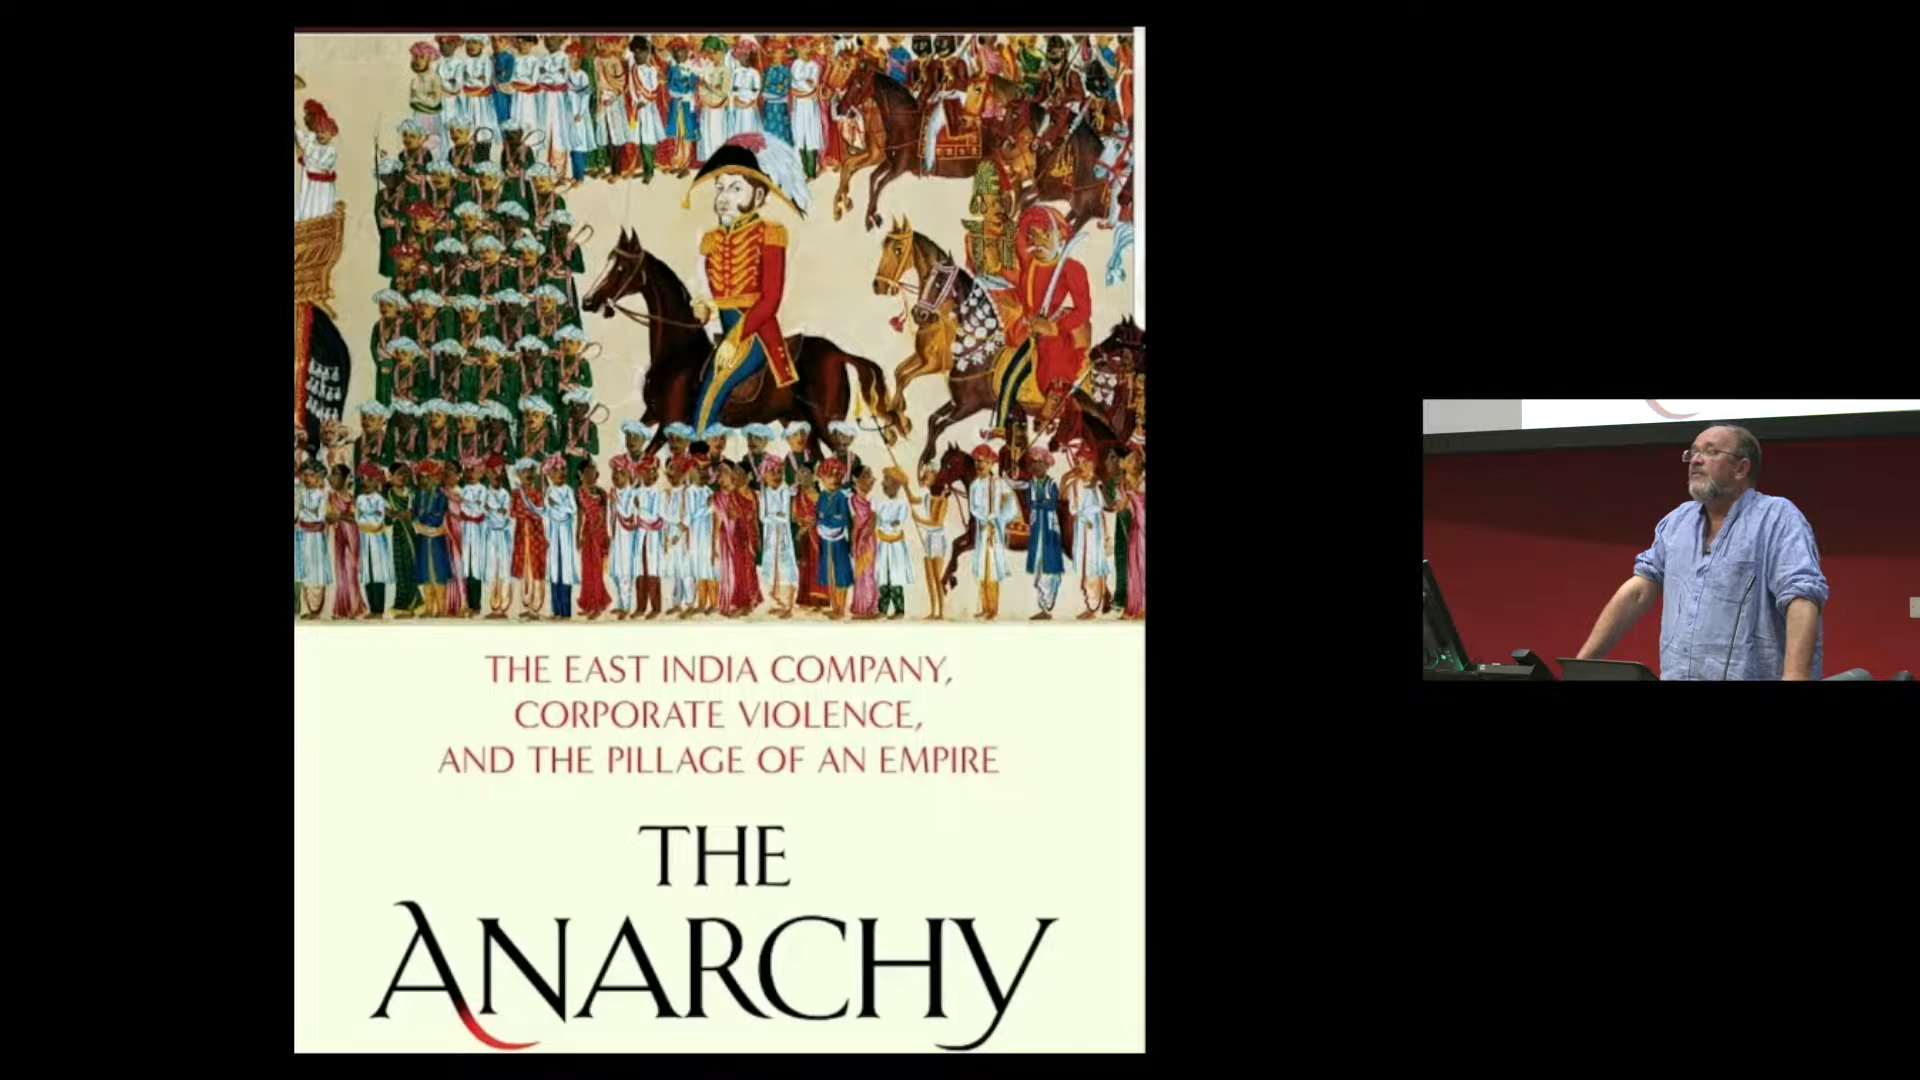 THE EAST INDIA COMPANY,
CORPORATE VIOLENCE,
AND THE PILLAGE OF AN EMPIRE
THE
ANARCHY